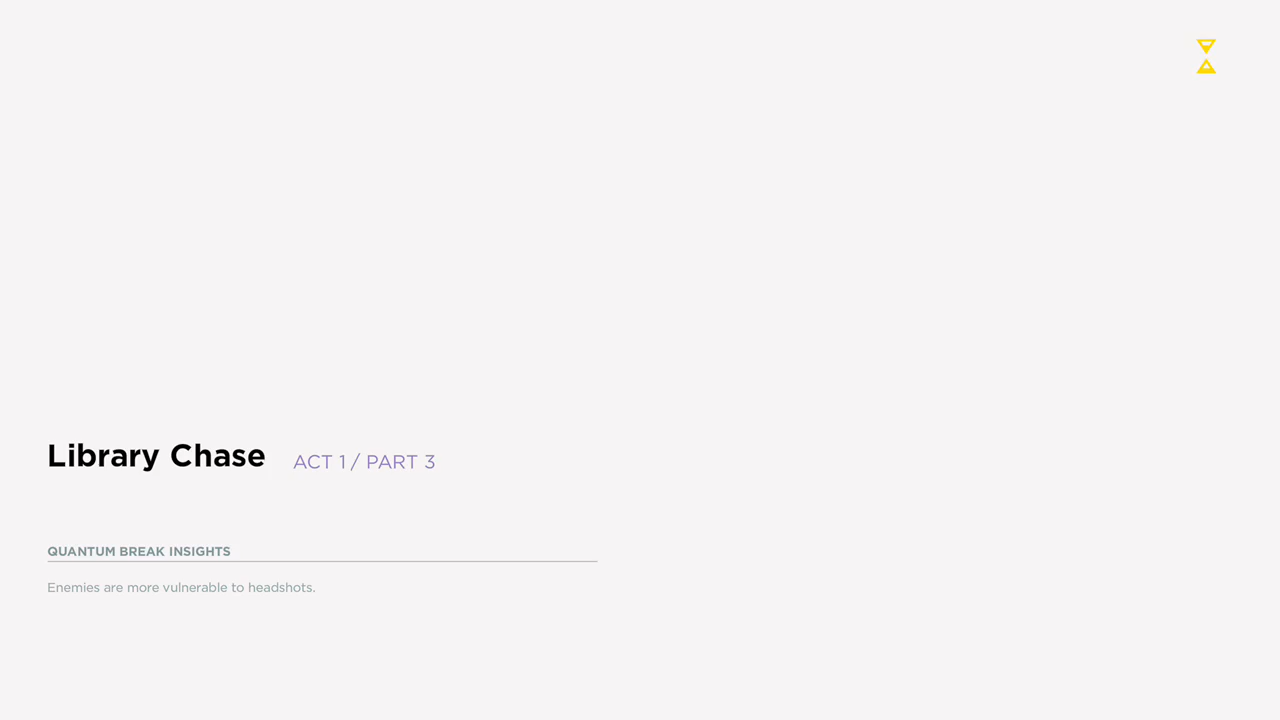 Library Chase ACT 1 / PART 3
QUANTUM BREAK INSIGHTS
Enemies are more vulnerable to headshots.